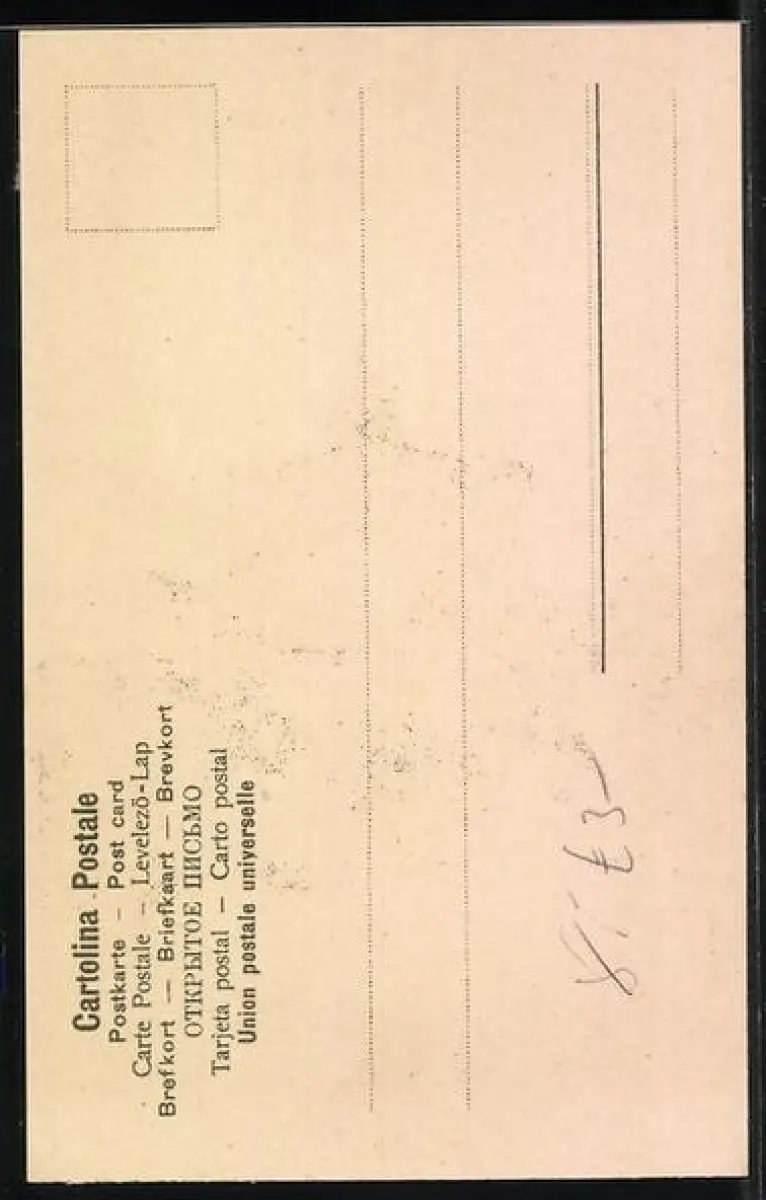 Cartolina Postale
Postkarte – Post card
Carte Postale – Levelező-Lap
Brefkort — Briefkaart — Brevkort
ОТКРЫТОЕ ПИСЬМО
Tarjeta postal – Carto postal
Union postale universelle
£3-